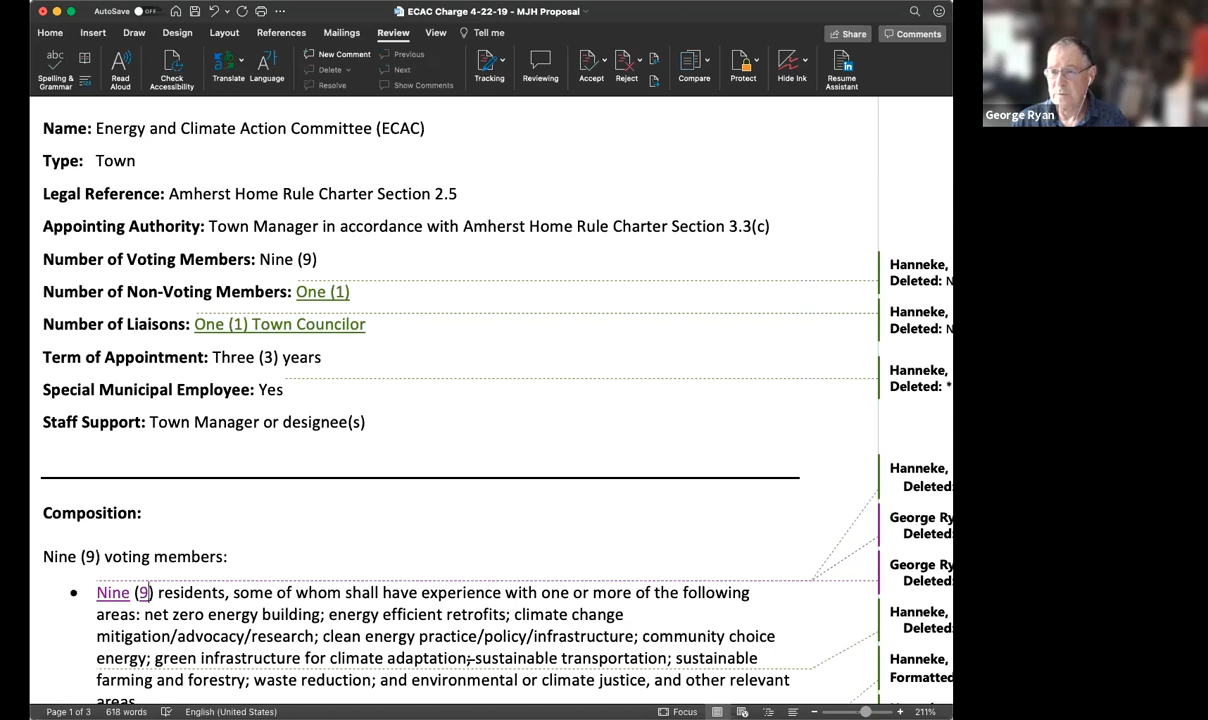 AutoSave OFF ECAC Charge 4-22-19 - MJH Proposal
Home Insert Draw Design Layout References Mailings Review View Tell me Share Comments
abc Spelling & Grammar
Read Aloud
Check Accessibility
Translate Language
New Comment
Delete
Resolve
Previous
Next
Show Comments
Tracking Reviewing Accept Reject Compare Protect Hide Ink
Resume Assistant
George Ryan
Name: Energy and Climate Action Committee (ECAC)
Type: Town
Legal Reference: Amherst Home Rule Charter Section 2.5
Appointing Authority: Town Manager in accordance with Amherst Home Rule Charter Section 3.3(c)
Number of Voting Members: Nine (9)
Number of Non-Voting Members: One (1)
Number of Liaisons: One (1) Town Councilor
Term of Appointment: Three (3) years
Special Municipal Employee: Yes
Staff Support: Town Manager or designee(s)
Composition:
Nine (9) voting members:
• Nine (9) residents, some of whom shall have experience with one or more of the following
areas: net zero energy building; energy efficient retrofits; climate change
mitigation/advocacy/research; clean energy practice/policy/infrastructure; community choice
energy; green infrastructure for climate adaptation; sustainable transportation; sustainable
farming and forestry; waste reduction; and environmental or climate justice, and other relevant
areas
Hanneke,
Deleted: N
Hanneke,
Deleted: N
Hanneke,
Deleted: *
Hanneke,
Deleted:
George Ry
Deleted:
George Ry
Deleted:
Hanneke,
Deleted:
Hanneke,
Formatted
Page 1 of 3 618 words English (United States) Focus 211%